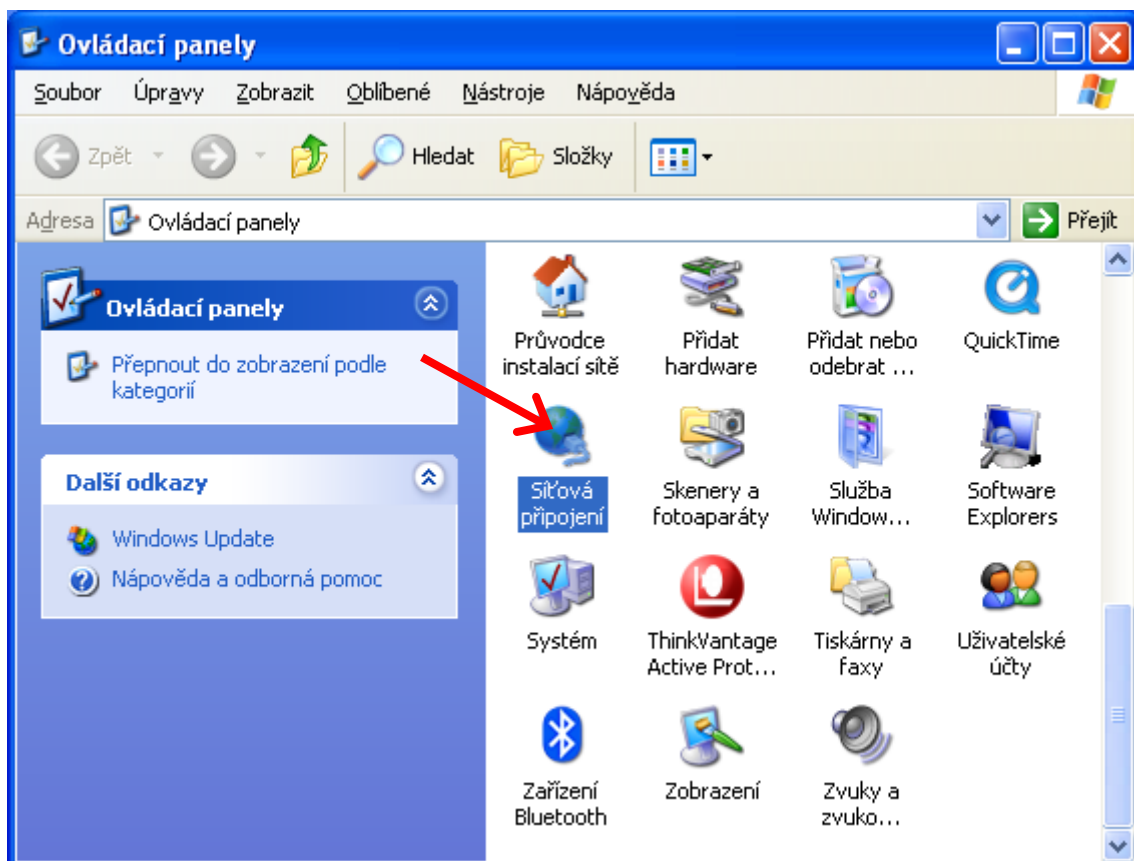 Ovládací panely
Soubor Úpravy Zobrazit Oblíbené Nástroje Nápověda
Zpět Hledat Složky
Adresa Ovládací panely Přejít
Ovládací panely
Přepnout do zobrazení podle
kategorií
Další odkazy
Windows Update
Nápověda a odborná pomoc
Průvodce
instalací sítě
Přidat
hardware
Přidat nebo
odebrat ...
QuickTime
Síťová
připojení
Skenery a
fotoaparáty
Služba
Window...
Software
Explorers
Systém
ThinkVantage
Active Prot...
Tiskárny a
faxy
Uživatelské
účty
Zařízení
Bluetooth
Zobrazení
Zvuky a
zvuko...